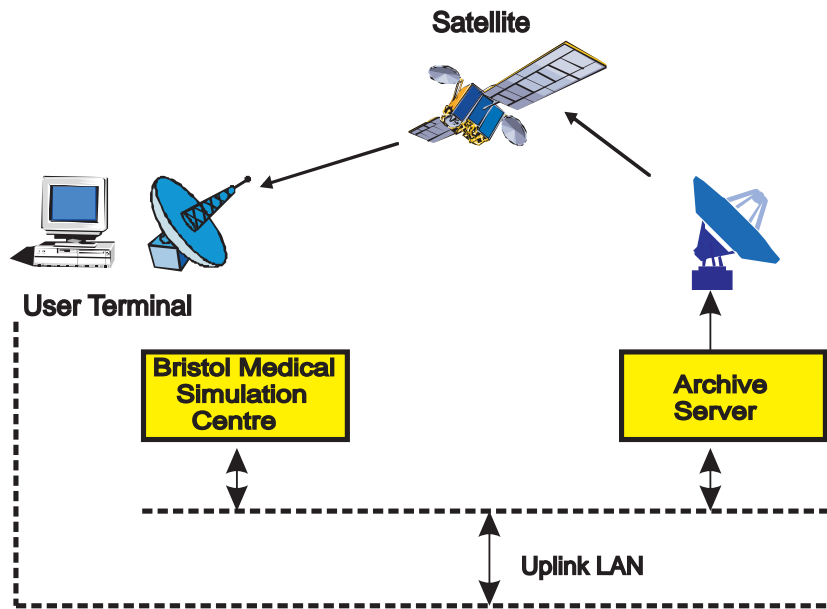 Satellite
User Terminal
Bristol Medical
Simulation
Centre
Archive
Server
Uplink LAN